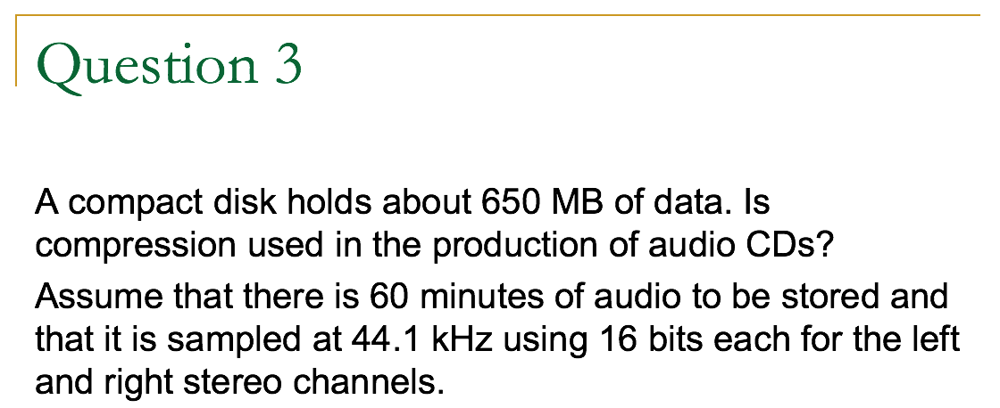 Question 3
A compact disk holds about 650 MB of data. Is
compression used in the production of audio CDs?
Assume that there is 60 minutes of audio to be stored and
that it is sampled at 44.1 kHz using 16 bits each for the left
and right stereo channels.